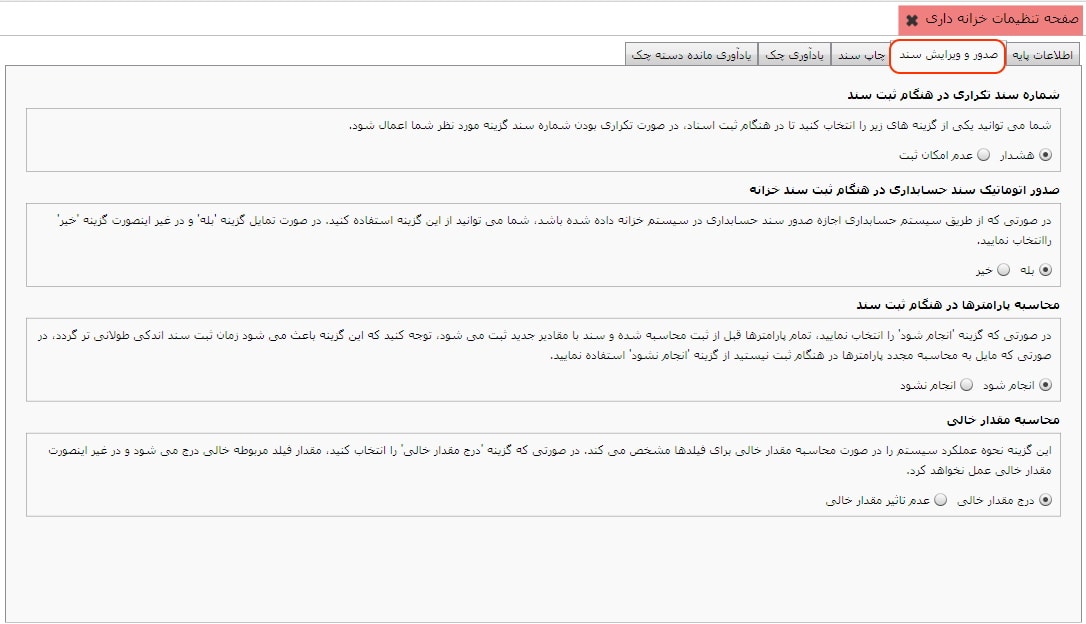 صفحه تنظیمات خزانه داری
اطلاعات پایه
صدور و ویرایش سند
چاپ سند
یادآوری چک
یادآوری مانده دسته چک
شماره سند تکراری در هنگام ثبت سند
شما می توانید یکی از گزینه های زیر را انتخاب کنید تا در هنگام ثبت اسناد، در صورت تکراری بودن شماره سند گزینه مورد نظر شما اعمال شود.
هشدار عدم امکان ثبت
صدور اتوماتیک سند حسابداری در هنگام ثبت سند خزانه
در صورتی که از طریق سیستم حسابداری اجازه صدور سند حسابداری در سیستم خزانه داده شده باشد، شما می توانید از این گزینه استفاده کنید. در صورت تمایل گزینه 'بله' و در غیر اینصورت گزینه 'خیر'
راانتخاب نمایید.
بله خیر
محاسبه پارامترها در هنگام ثبت سند
در صورتی که گزینه 'انجام شود' را انتخاب نمایید، تمام پارامترها قبل از ثبت محاسبه شده و سند با مقادیر جدید ثبت می شود، توجه کنید که این گزینه باعث می شود زمان ثبت سند اندکی طولانی تر گردد، در
صورتی که مایل به محاسبه مجدد پارامترها در هنگام ثبت نیستید از گزینه 'انجام نشود' استفاده نمایید.
انجام شود انجام نشود
محاسبه مقدار خالی
این گزینه نحوه عملکرد سیستم را در صورت محاسبه مقدار خالی برای فیلدها مشخص می کند. در صورتی که گزینه 'درج مقدار خالی' را انتخاب کنید، مقدار فیلد مربوطه خالی درج می شود و در غیر اینصورت
مقدار خالی عمل نخواهد کرد.
درج مقدار خالی عدم تاثیر مقدار خالی